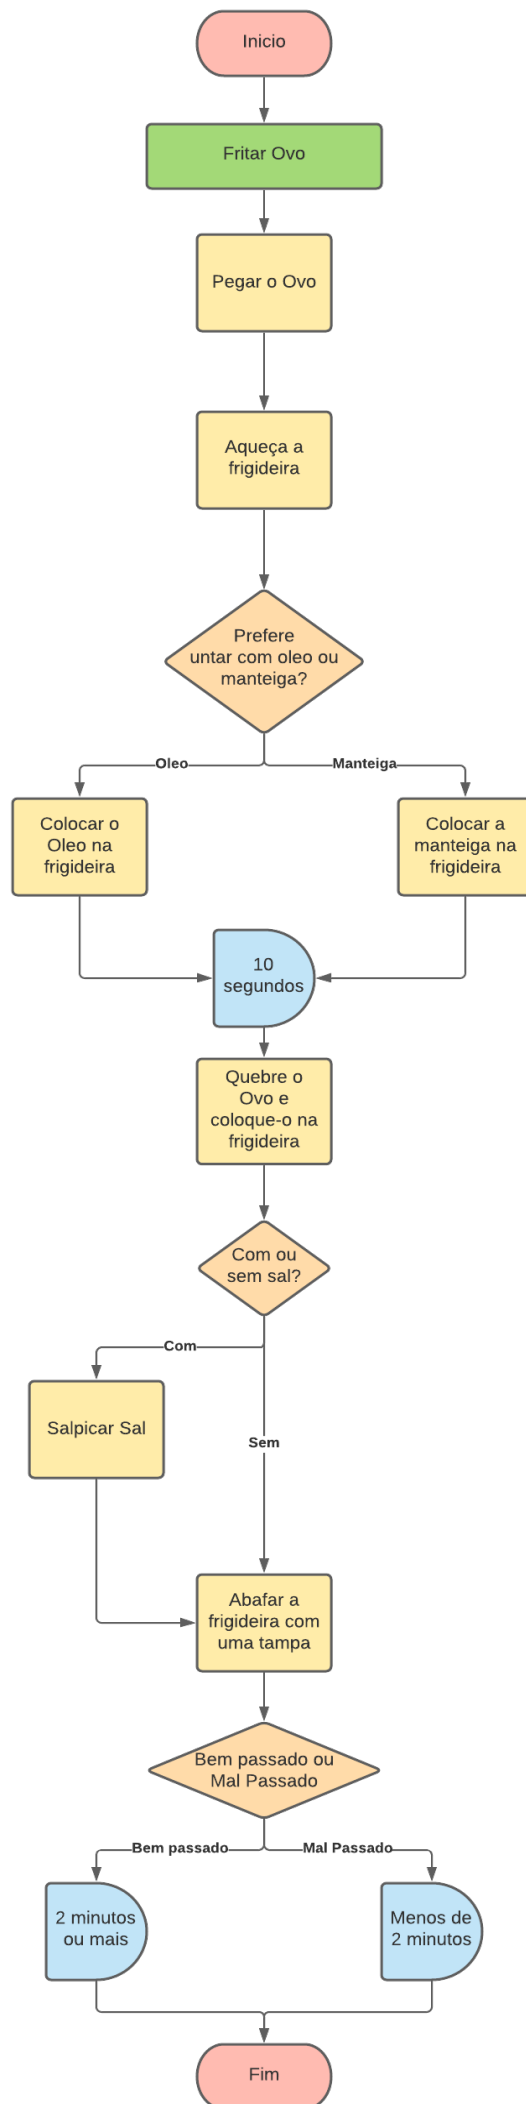 Inicio
Fritar Ovo
Pegar o Ovo
Aqueça a
frigideira
Prefere
untar com oleo ou
manteiga?
Oleo
Manteiga
Colocar o
Oleo na
frigideira
Colocar a
manteiga na
frigideira
10
segundos
Quebre o
Ovo e
coloque-o na
frigideira
Com ou
sem sal?
Com
Salpicar Sal
Sem
Abafar a
frigideira com
uma tampa
Bem passado ou
Mal Passado
Bem passado
Mal Passado
2 minutos
ou mais
Menos de
2 minutos
Fim